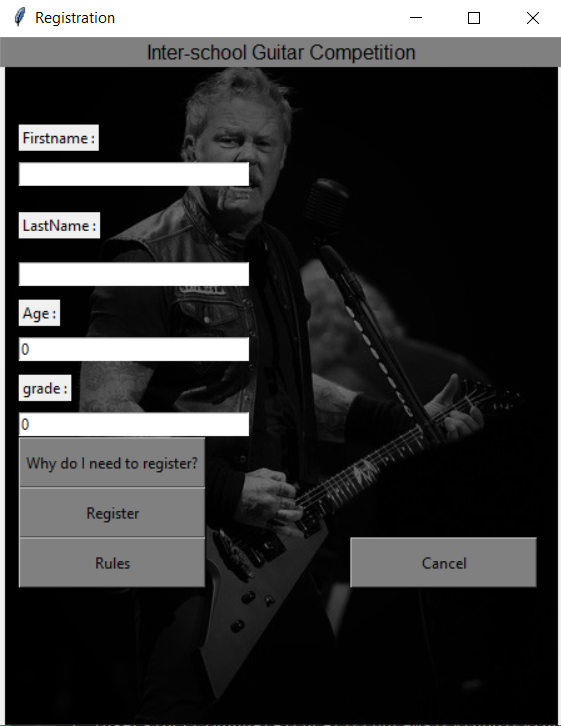 Registration
Inter-school Guitar Competition
Firstname :
LastName :
Age :
0
grade :
0
Why do I need to register?
Register
Rules
Cancel